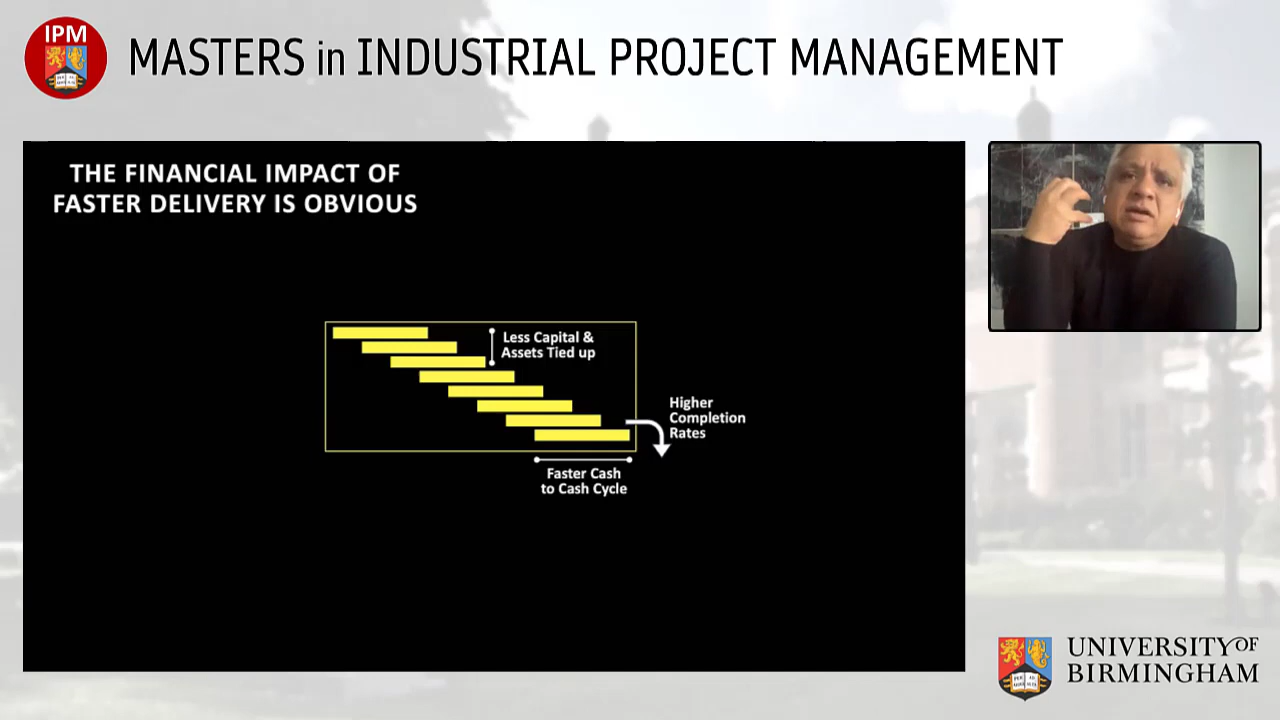 IPM
MASTERS in INDUSTRIAL PROJECT MANAGEMENT
THE FINANCIAL IMPACT OF
FASTER DELIVERY IS OBVIOUS
Less Capital &
Assets Tied up
Higher
Completion
Rates
Faster Cash
to Cash Cycle
UNIVERSITY OF
BIRMINGHAM